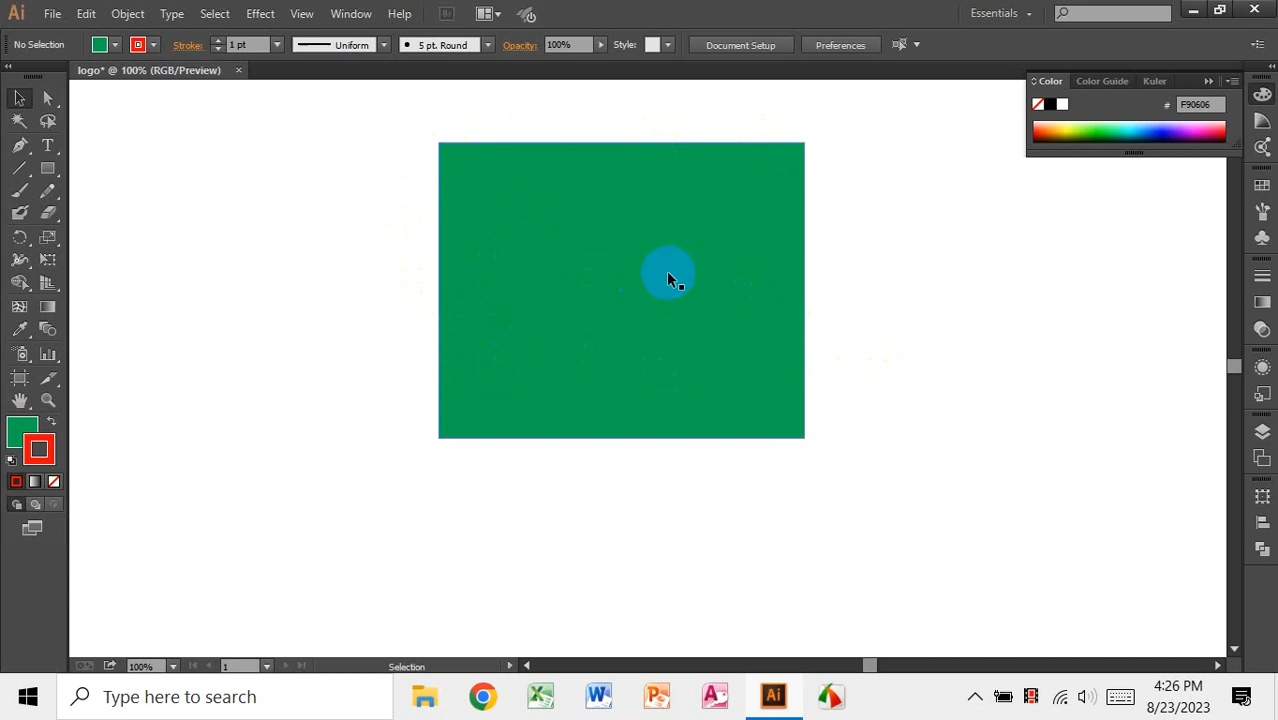 Ai File Edit Object Type Select Effect View Window Help Br Essentials
No Selection Stroke: 1 pt Uniform 5 pt. Round Opacity: 100% Style: Document Setup Preferences
logo* @ 100% (RGB/Preview)
Color Color Guide Kuler
# F90606
100% 1 Selection
Type here to search
Ai
4:26 PM
8/23/2023